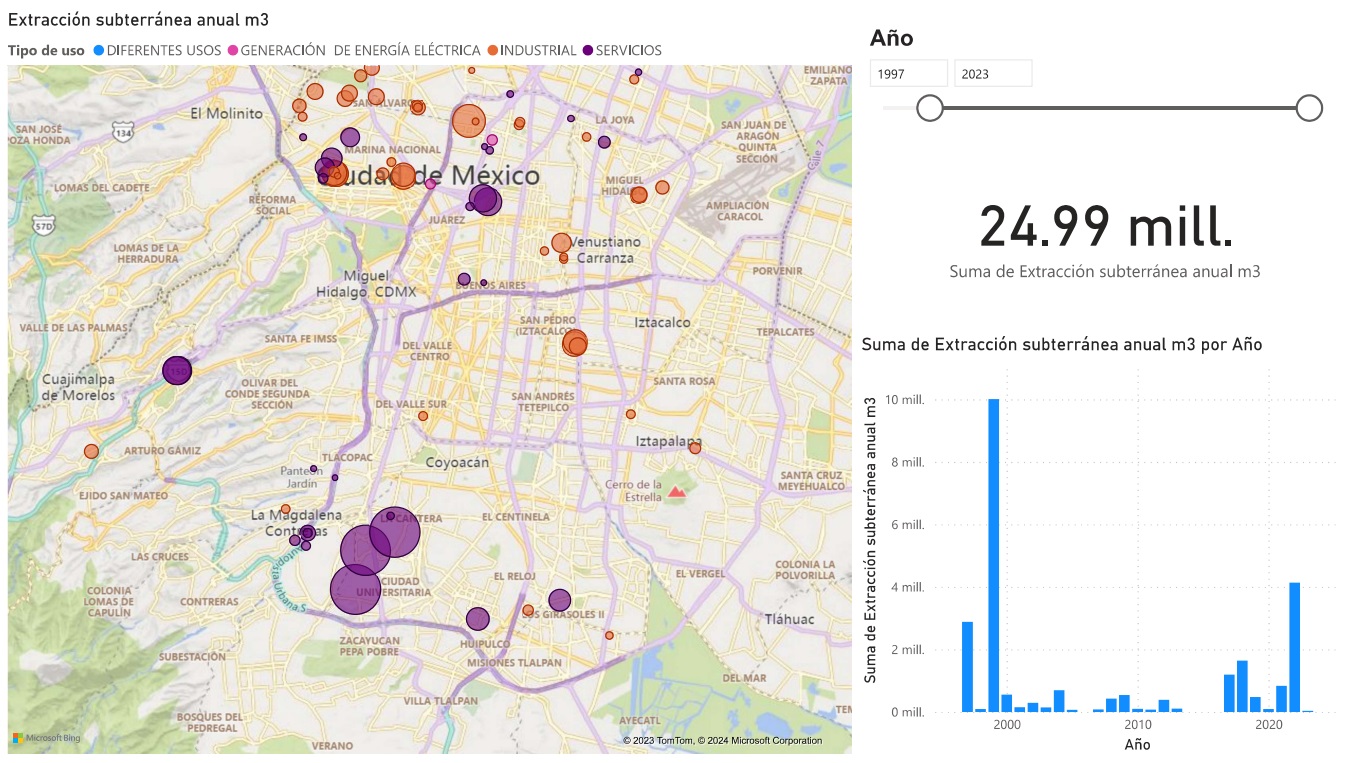 Extracción subterránea anual m3
Tipo de uso DIFERENTES USOS GENERACIÓN DE ENERGÍA ELÉCTRICA INDUSTRIAL SERVICIOS
EMILIANO
ZAPATA
El Molinito
SAN ÁLVARO
LA JOYA
SAN JOSÉ
POZA HONDA
134
SAN JUAN DE
ARAGÓN
QUINTA
SECCIÓN
Calle 7
MARINA NACIONAL
udad de México
LOMAS DEL CADETE
MIGUEL
HIDAL
REFORMA
SOCIAL
AMPLIACIÓN
CARACOL
57D
JUÁREZ
LOMAS DE LA
HERRADURA
Venustiano
Carranza
PORVENIR
Miguel
Hidalgo, CDMX
BUENOS AIRES
VALLE DE LAS PALMAS
SAN PEDRO
(IZTACALCO)
Iztacalco
TEPALCATES
SANTA FE IMSS
DEL VALLE
CENTRO
15D
Cuajimalpa
de Morelos
OLIVAR DEL
CONDE SEGUNDA
SECCIÓN
SANTA ROSA
DEL VALLE SUR
SAN ANDRÉS
TETEPILCO
Iztapalapa
ARTURO GÁMIZ
TLACOPAC
Coyoacán
Panteón
Jardín
SANTA CRUZ
MEYEHUALCO
Cerro de la
Estrella
EJIDO SAN MATEO
La Magdalena
Contreras
LA CANTERA
EL CENTINELA
LAS CRUCES
COLONIA LA
POLVORILLA
EL RELOJ
EL VERGEL
CIUDAD
UNIVERSITARIA
COLONIA
LOMAS DE
CAPULÍN
CONTRERAS
LOS GIRASOLES II
Tláhuac
ZACAYUCAN
PEPA POBRE
HUIPULCO
SUBESTACIÓN
MISIONES TLALPAN
DEL MAR
VILLA TLALPAN
BOSQUES DEL
PEDREGAL
AYECATL
TEM
VERANO
Microsoft Bing
© 2023 TomTom, © 2024 Microsoft Corporation
Año
1997 2023
24.99 mill.
Suma de Extracción subterránea anual m3
Suma de Extracción subterránea anual m3 por Año
Suma de Extracción subterránea anual m3
10 mill.
8 mill.
6 mill.
4 mill.
2 mill.
0 mill.
2000 2010 2020
Año